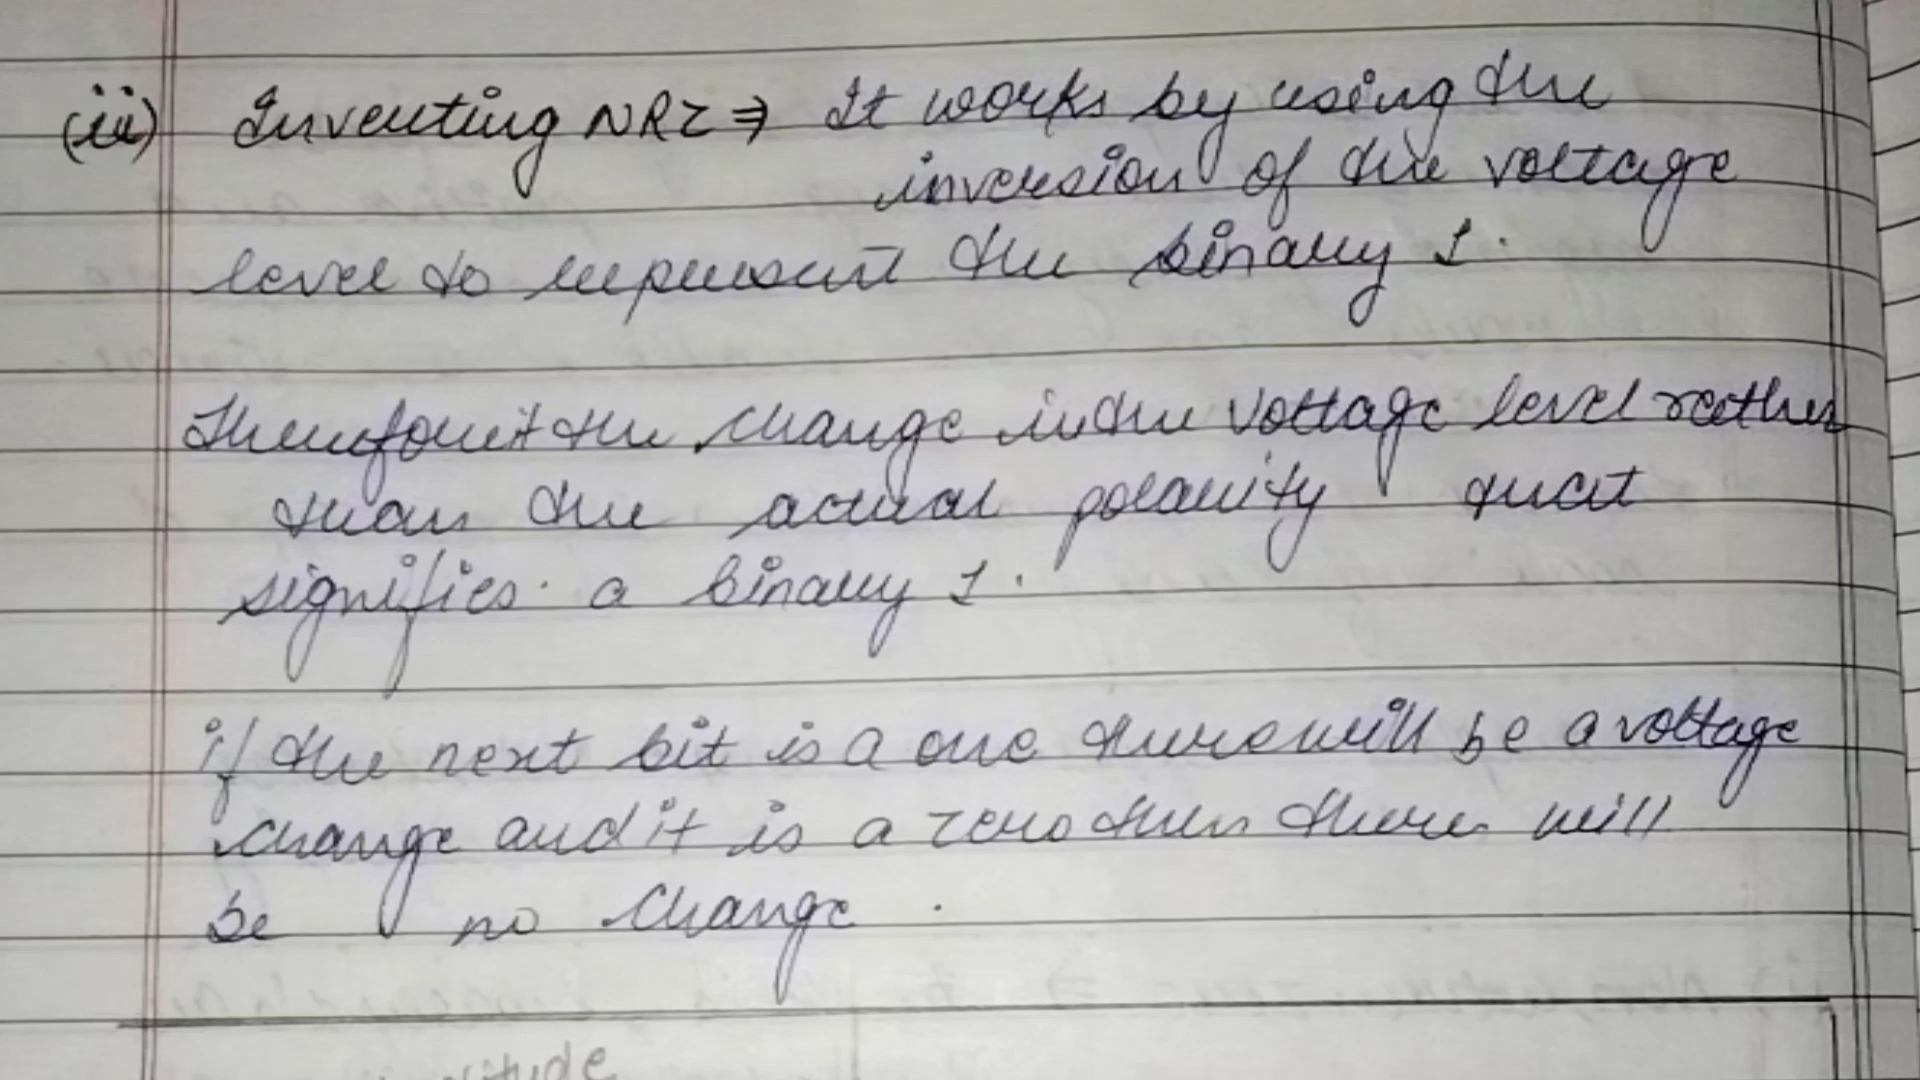 (iii) Inverting NRZ ⇒ It works by using the
inversion of the voltage
level to represent the binary 1.
Therefore it the change in the voltage level rather
than the actual polarity that
signifies. a binary 1.
if the next bit is a one there will be a voltage
change and it is a zero then there will
be no change.